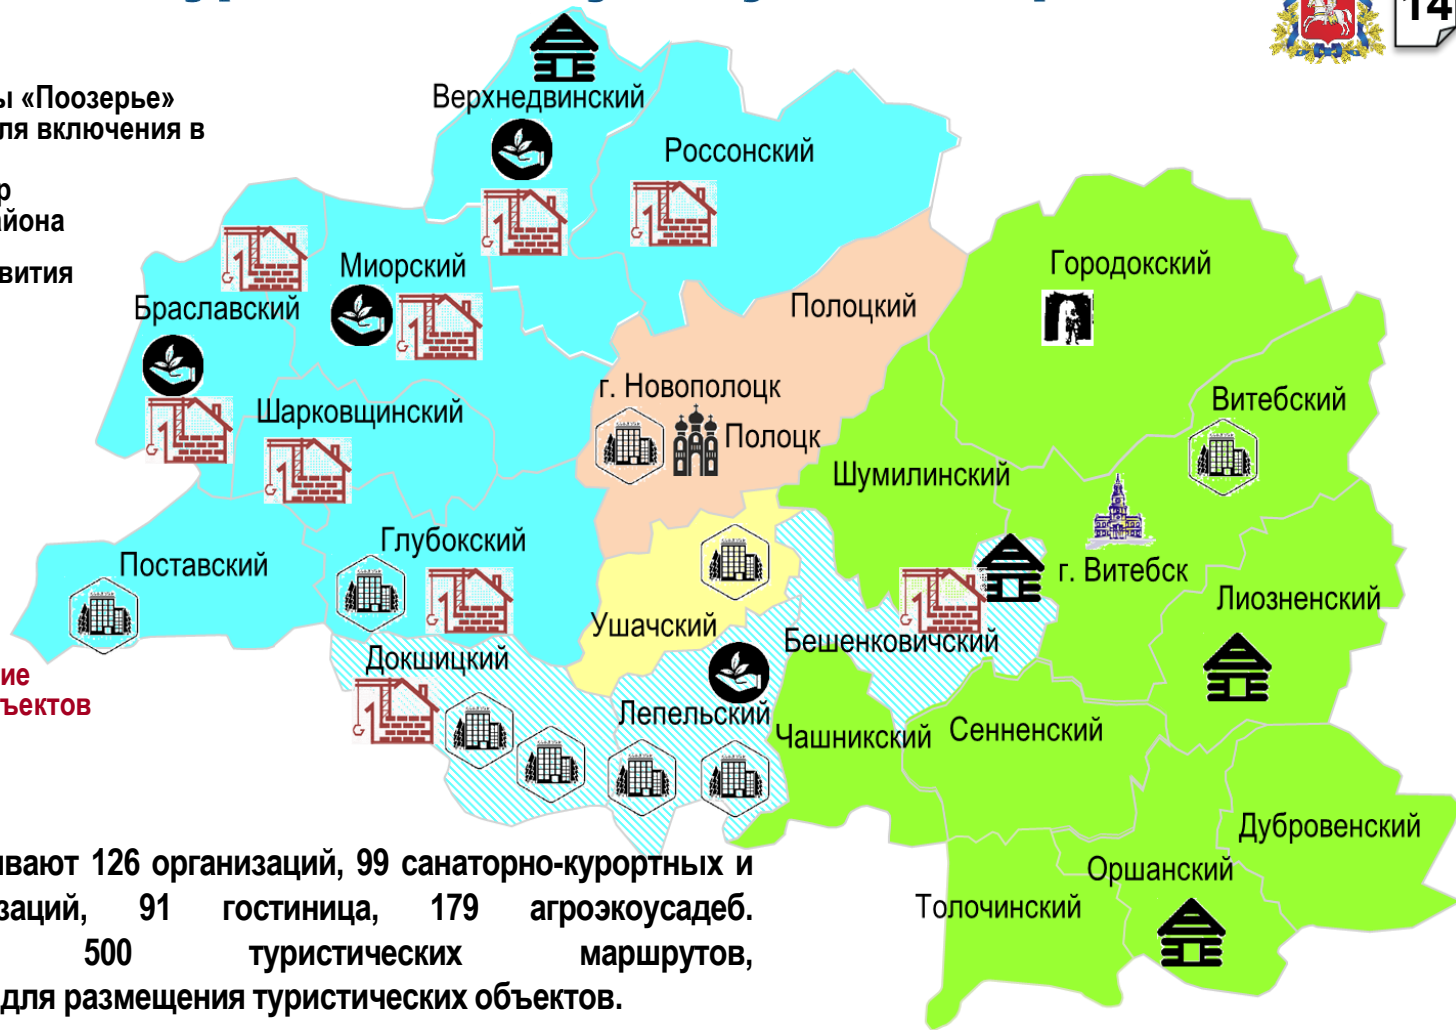 14
ы «Поозерье»
ля включения в
р
айона
вития
Верхнедвинский
Россонский
Миорский
Браславский
Полоцкий
Городокский
г. Новополоцк
Полоцк
Шарковщинский
Витебский
Шумилинский
Глубокский
Поставский
г. Витебск
Лиозненский
Ушачский
Бешенковичский
Докшицкий
Лепельский
Чашникский
Сенненский
ие
ъектов
Дубровенский
Оршанский
Толочинский
ивают 126 организаций, 99 санаторно-курортных и
заций, 91 гостиница, 179 агроэкоусадеб.
500 туристических маршрутов,
для размещения туристических объектов.